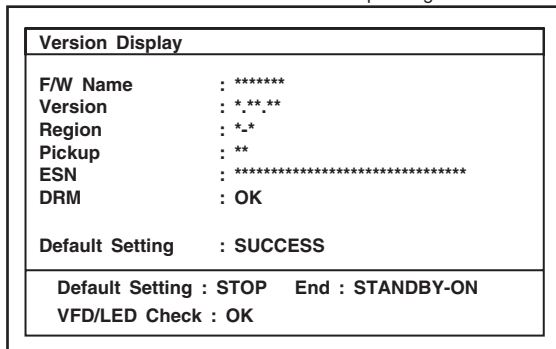 Version Display
F/W Name : *******
Version : *.**.**
Region : *-*
Pickup : **
ESN : ********************************
DRM : OK
Default Setting : SUCCESS
Default Setting : STOP End : STANDBY-ON
VFD/LED Check : OK